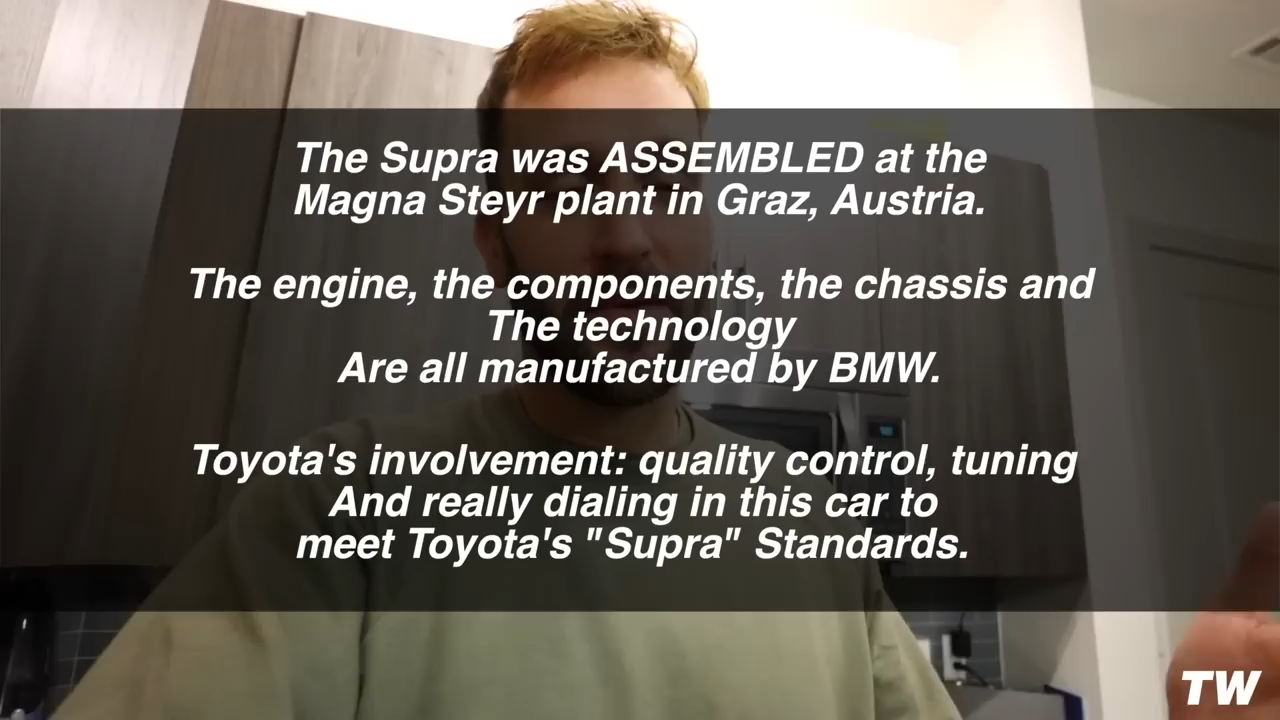 The Supra was ASSEMBLED at the
Magna Steyr plant in Graz, Austria.
The engine, the components, the chassis and
The technology
Are all manufactured by BMW.
Toyota's involvement: quality control, tuning
And really dialing in this car to
meet Toyota's "Supra" Standards.
TW